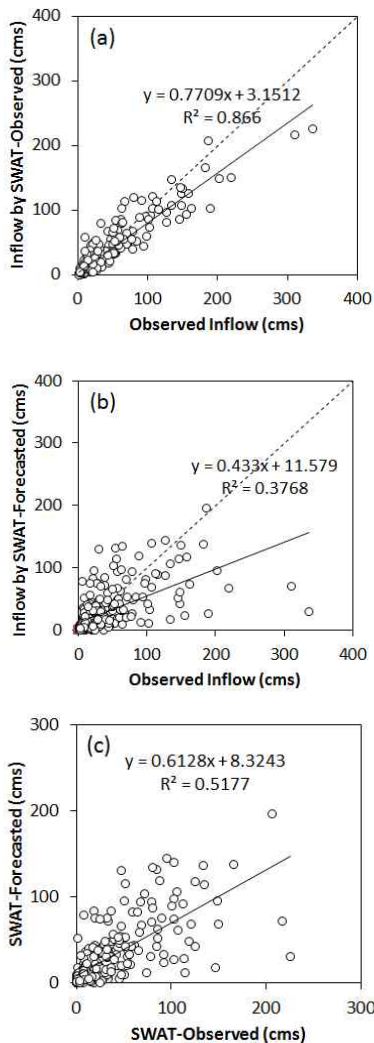 (a)
y = 0.7709x + 3.1512
R² = 0.866
400
300
200
100
0
0 100 200 300 400
Inflow by SWAT-Observed (cms)
Observed Inflow (cms)
(b)
y = 0.433x + 11.579
R² = 0.3768
400
300
200
100
0
0 100 200 300 400
Inflow by SWAT-Forecasted (cms)
Observed Inflow (cms)
(c)
y = 0.6128x + 8.3243
R² = 0.5177
300
200
100
0
0 100 200 300
SWAT-Forecasted (cms)
SWAT-Observed (cms)